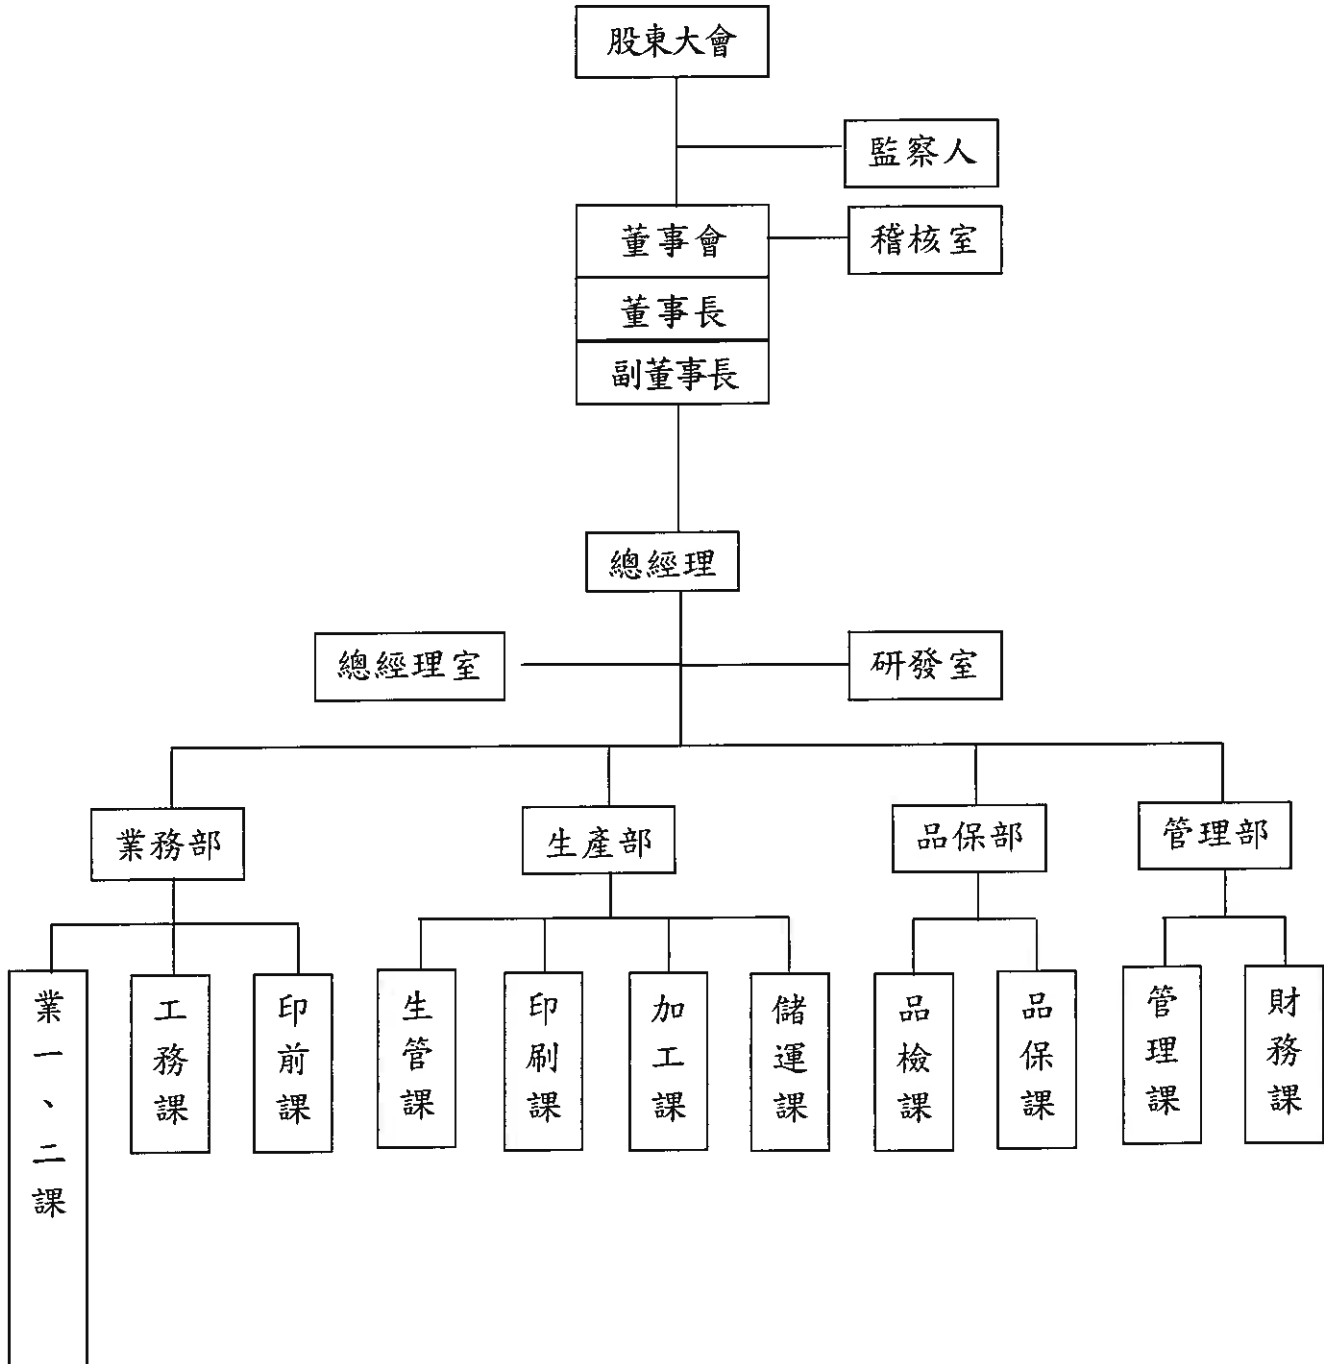 股東大會
監察人
董事會
稽核室
董事長
副董事長
總經理
總經理室
研發室
業務部
生產部
品保部
管理部
業一、二課
工務課
印前課
生管課
印刷課
加工課
儲運課
品檢課
品保課
管理課
財務課